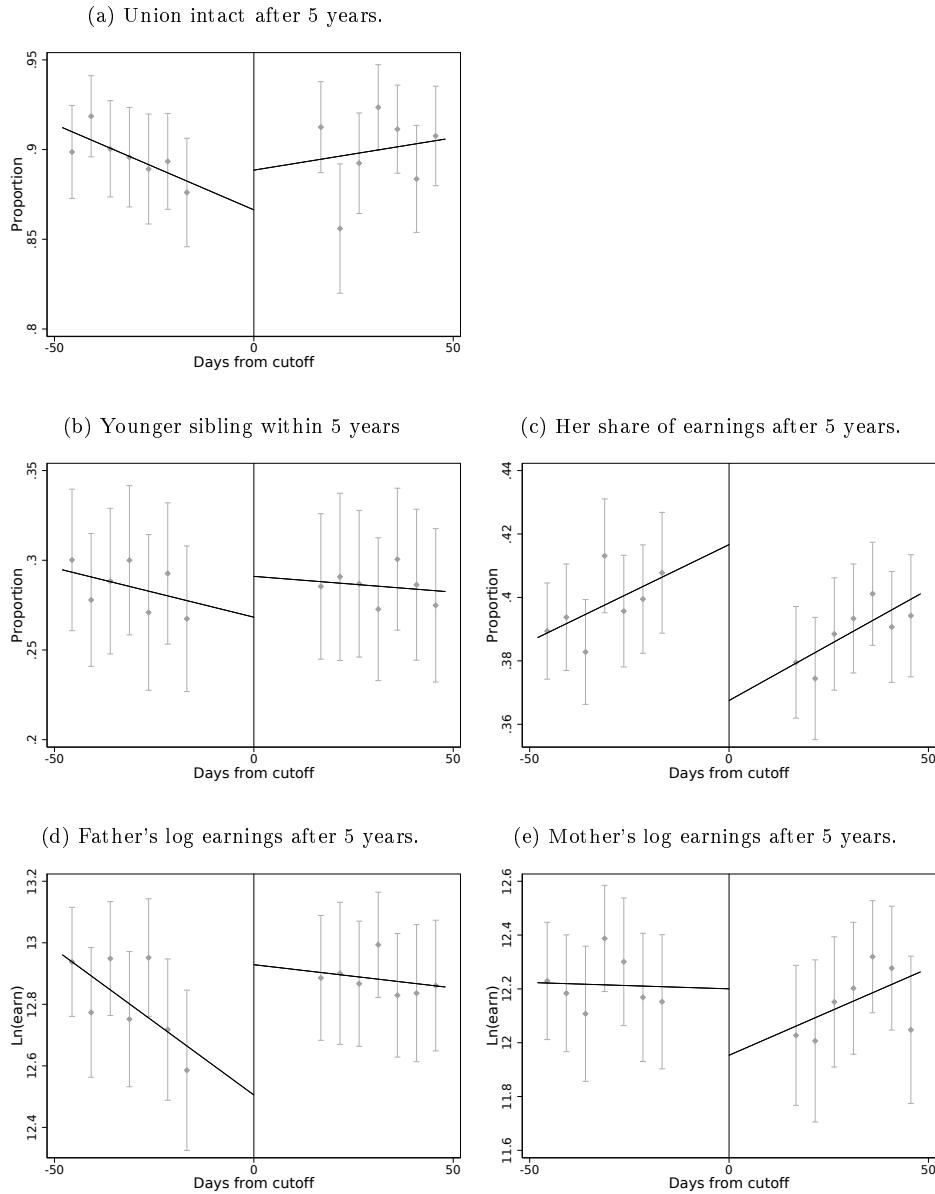 (a) Union intact after 5 years.
.95
.9
.85
.8
Proportion
-50 0 50
Days from cutoff
(b) Younger sibling within 5 years
.35
.3
.25
.2
Proportion
-50 0 50
Days from cutoff
(c) Her share of earnings after 5 years.
.44
.42
.4
.38
.36
Proportion
-50 0 50
Days from cutoff
(d) Father's log earnings after 5 years.
13.2
13
12.8
12.6
12.4
Ln(earn)
-50 0 50
Days from cutoff
(e) Mother's log earnings after 5 years.
12.6
12.4
12.2
12
11.8
11.6
Ln(earn)
-50 0 50
Days from cutoff